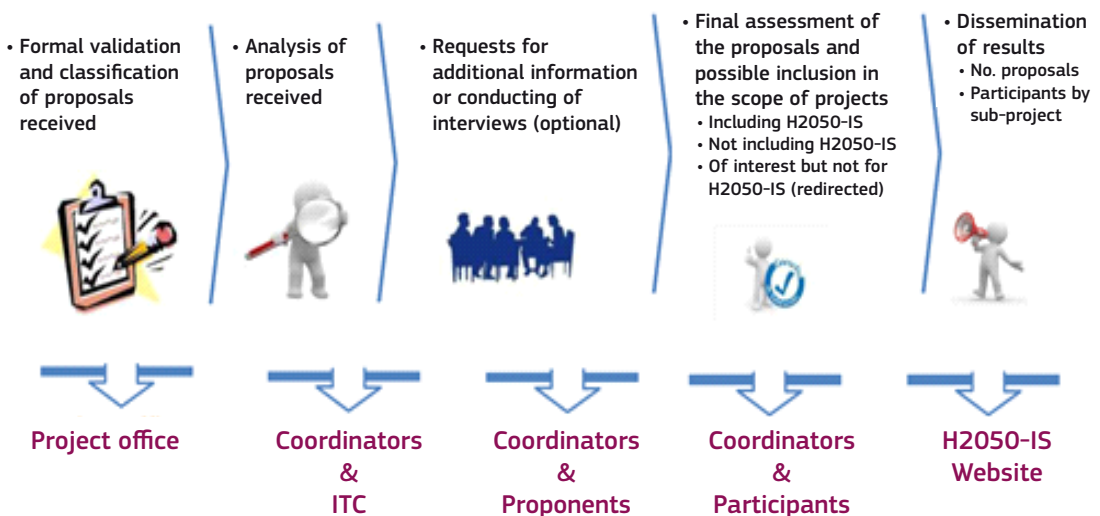 • Formal validation
and classification
of proposals
received
• Analysis of
proposals
received
• Requests for
additional information
or conducting of
interviews (optional)
• Final assessment of
the proposals and
possible inclusion in
the scope of projects
• Including H2050-IS
• Not including H2050-IS
• Of interest but not for
H2050-IS (redirected)
• Dissemination
of results
• No. proposals
• Participants by
sub-project
Project office
Coordinators
&
ITC
Coordinators
&
Proponents
Coordinators
&
Participants
H2050-IS
Website